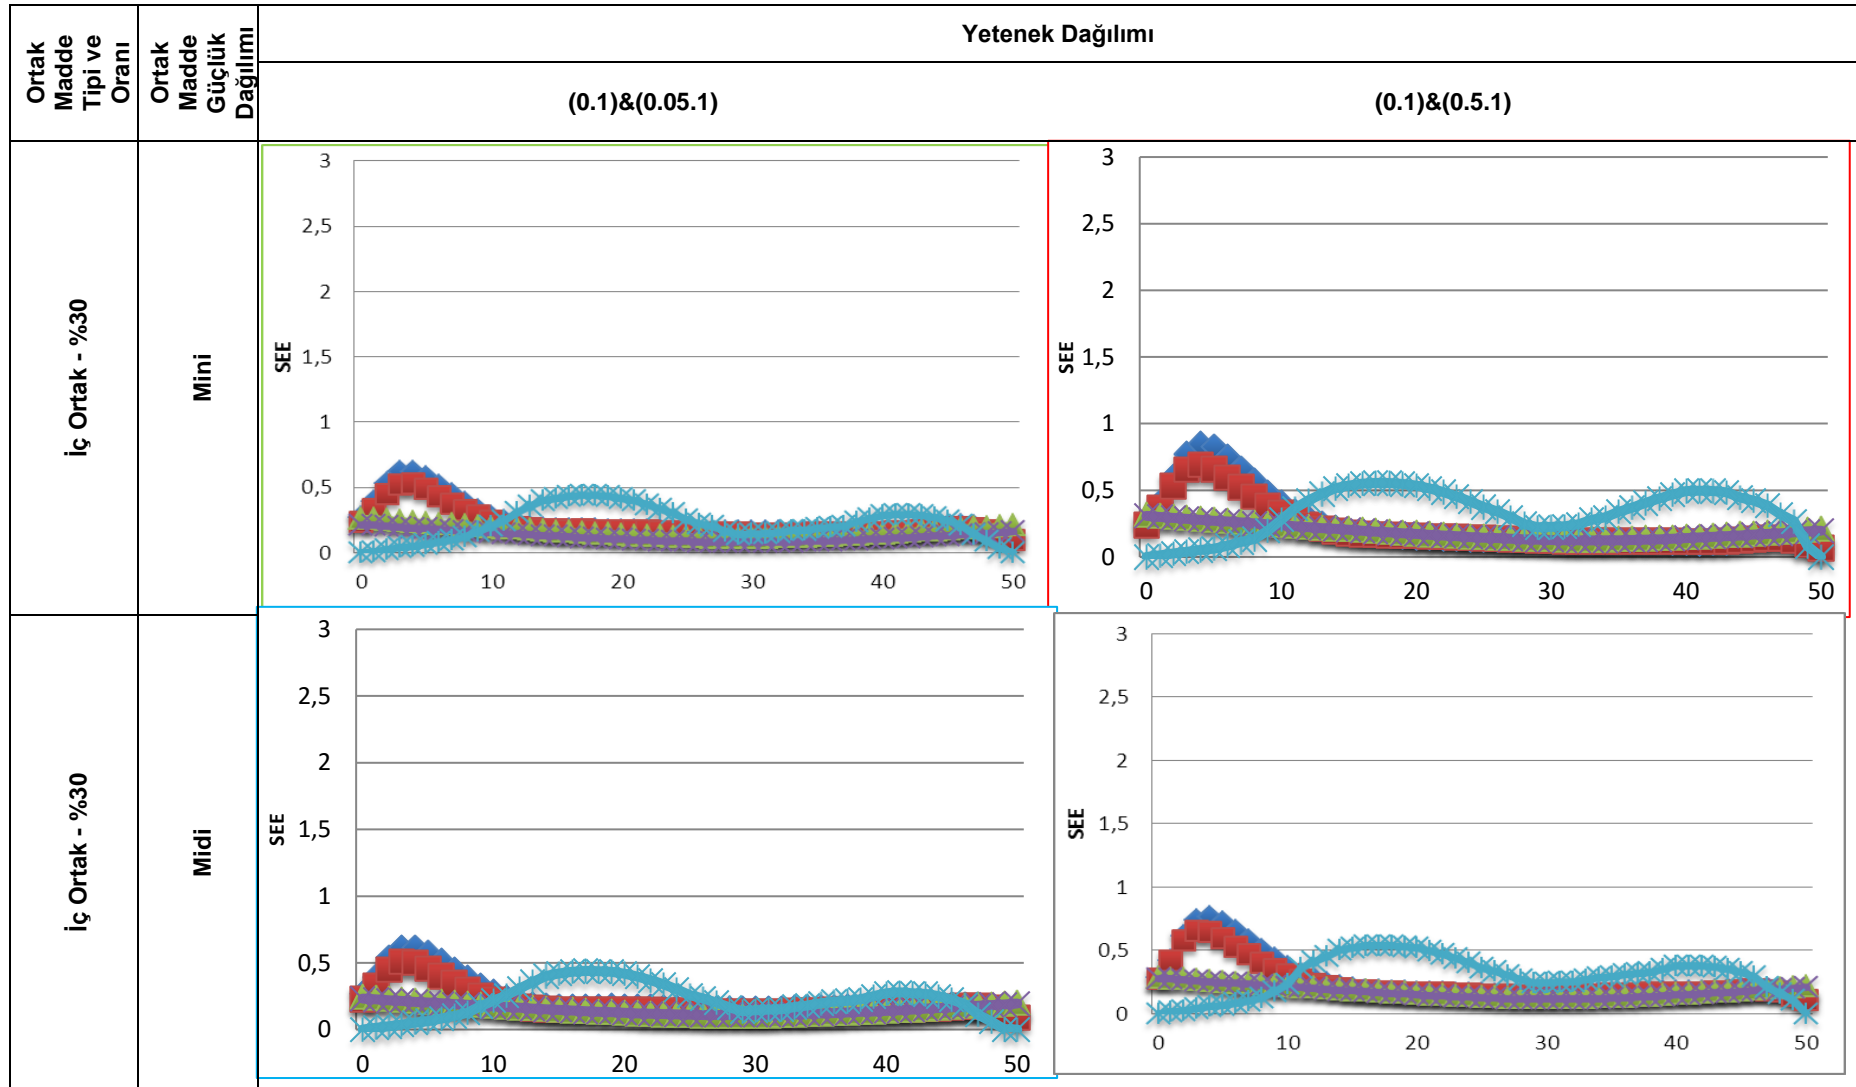 Ortak
Madde
Tipi ve
Oranı
Ortak
Madde
Güçlük
Dağılımı
Yetenek Dağılımı
(0.1)&(0.05.1)
(0.1)&(0.5.1)
İç Ortak - %30
Mini
3
2,5
2
1,5
1
0,5
0
SEE
0 10 20 30 40 50
3
2,5
2
1,5
1
0,5
0
SEE
0 10 20 30 40 50
İç Ortak - %30
Midi
3
2,5
2
1,5
1
0,5
0
SEE
0 10 20 30 40 50
3
2,5
2
1,5
1
0,5
0
SEE
0 10 20 30 40 50